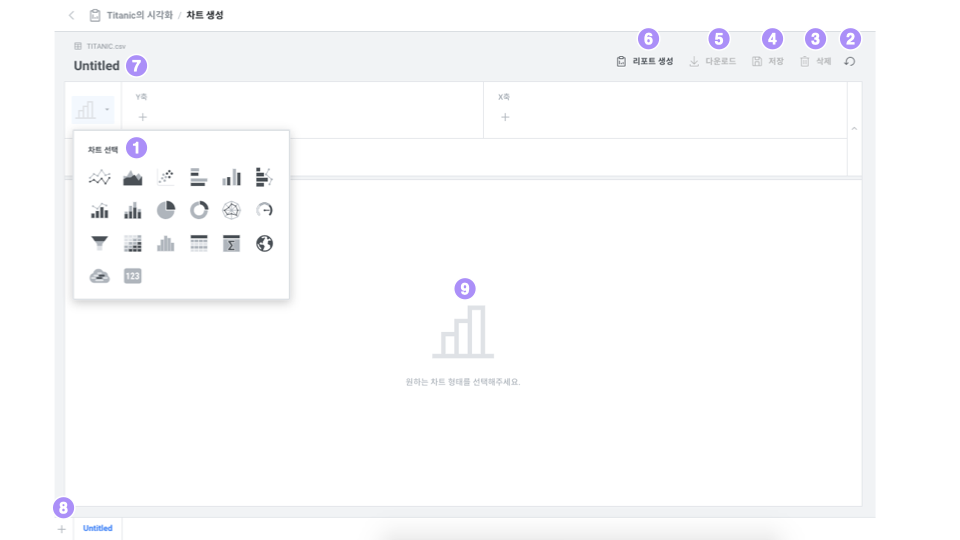 Titanic의 시각화 / 차트 생성
TITANIC.csv
Untitled 7
6 5 4 3 2
리포트 생성 다운로드 저장 삭제
Y축
X축
차트 선택 1
Σ
123
9
원하는 차트 형태를 선택해주세요.
8
Untitled